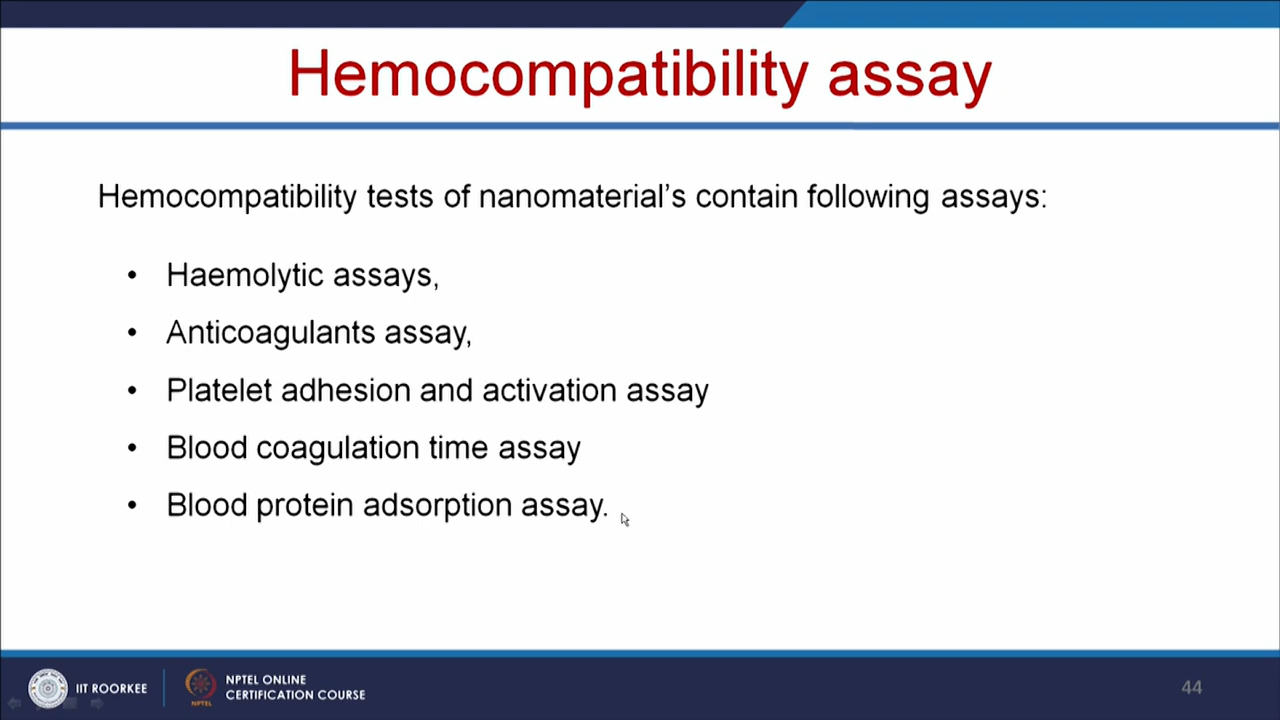 Hemocompatibility assay
Hemocompatibility tests of nanomaterial’s contain following assays:
• Haemolytic assays,
• Anticoagulants assay,
• Platelet adhesion and activation assay
• Blood coagulation time assay
• Blood protein adsorption assay.
IIT ROORKEE
NPTEL
NPTEL ONLINE
CERTIFICATION COURSE
44